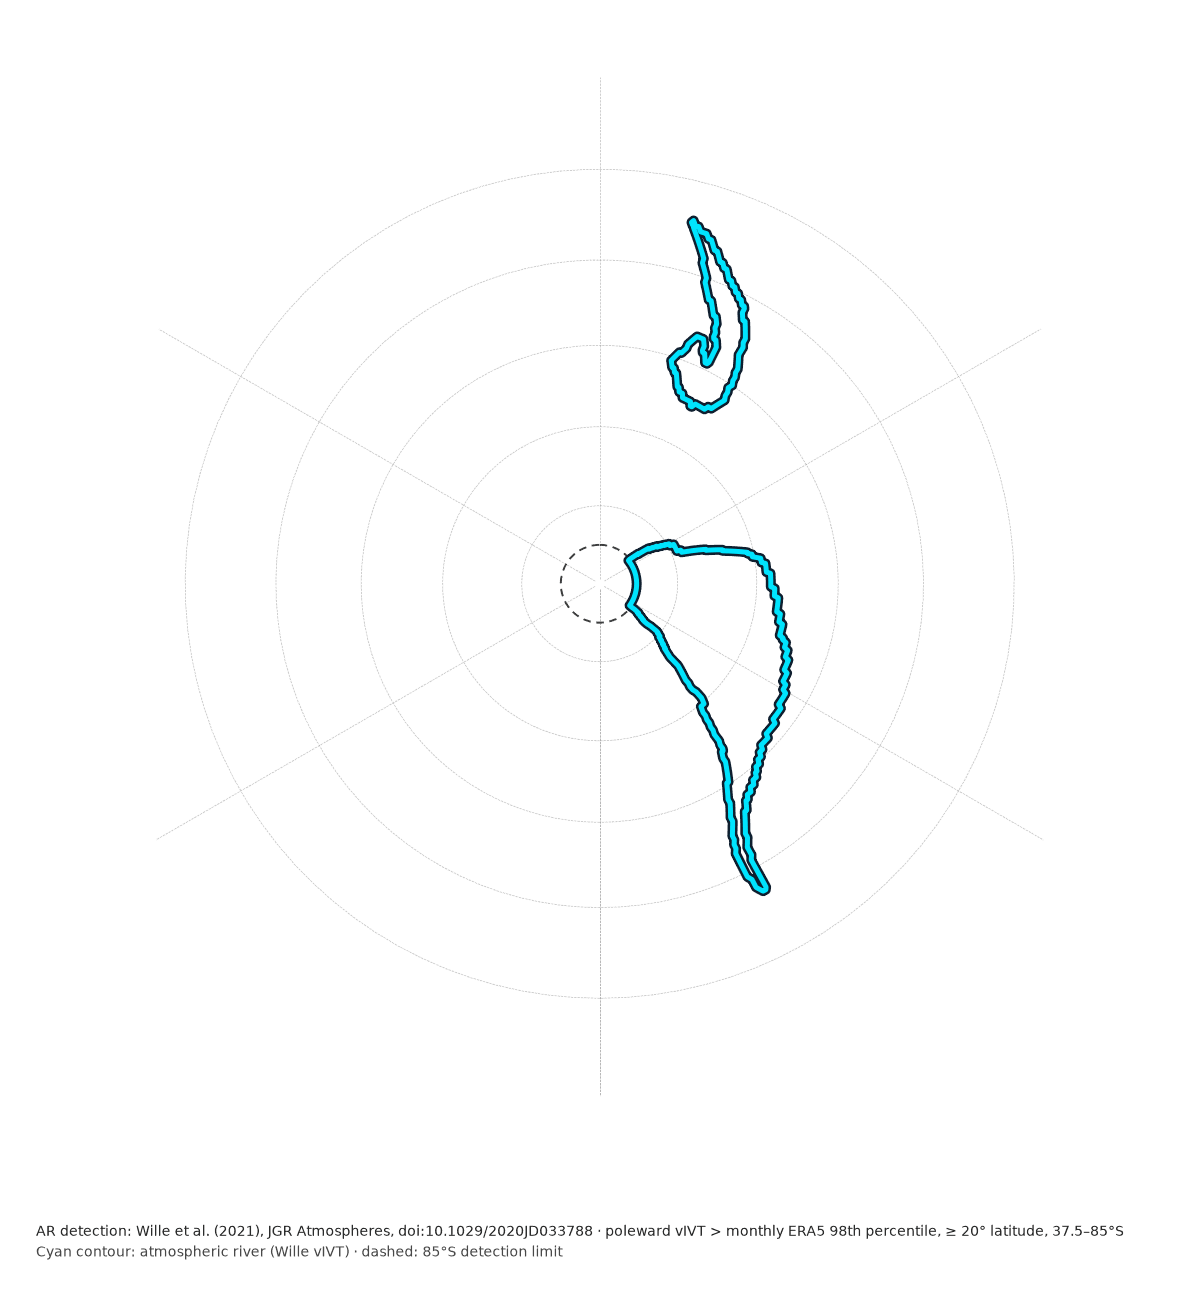 AR detection: Wille et al. (2021), JGR Atmospheres, doi:10.1029/2020JD033788 · poleward vIVT > monthly ERA5 98th percentile, ≥ 20° latitude, 37.5–85°S
Cyan contour: atmospheric river (Wille vIVT) · dashed: 85°S detection limit